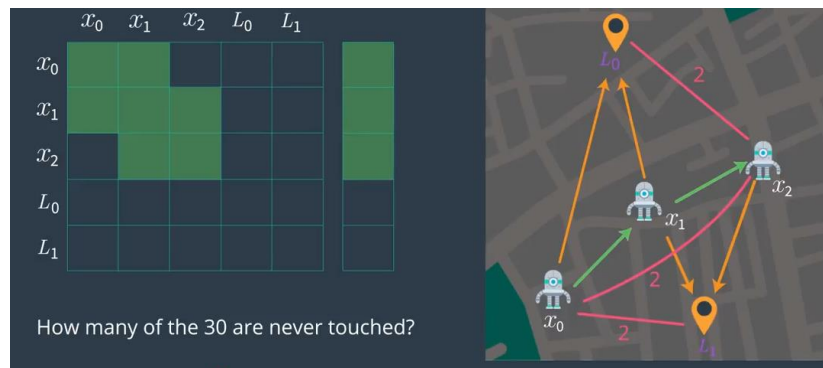 x₀ x₁ x₂ L₀ L₁
x₀
x₁
x₂
L₀
L₁
How many of the 30 are never touched?
L₀
2
x₂
x₁
2
x₀
2
L₁